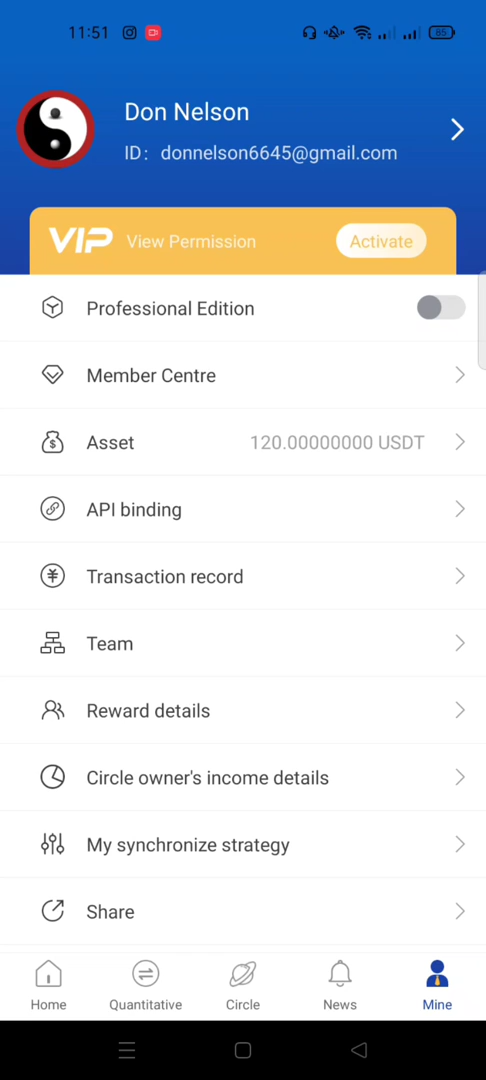 11:51 65
Don Nelson
ID: donnelson6645@gmail.com
VIP View Permission Activate
Professional Edition
Member Centre
Asset 120.00000000 USDT
API binding
Transaction record
Team
Reward details
Circle owner's income details
My synchronize strategy
Share
Home Quantitative Circle News Mine